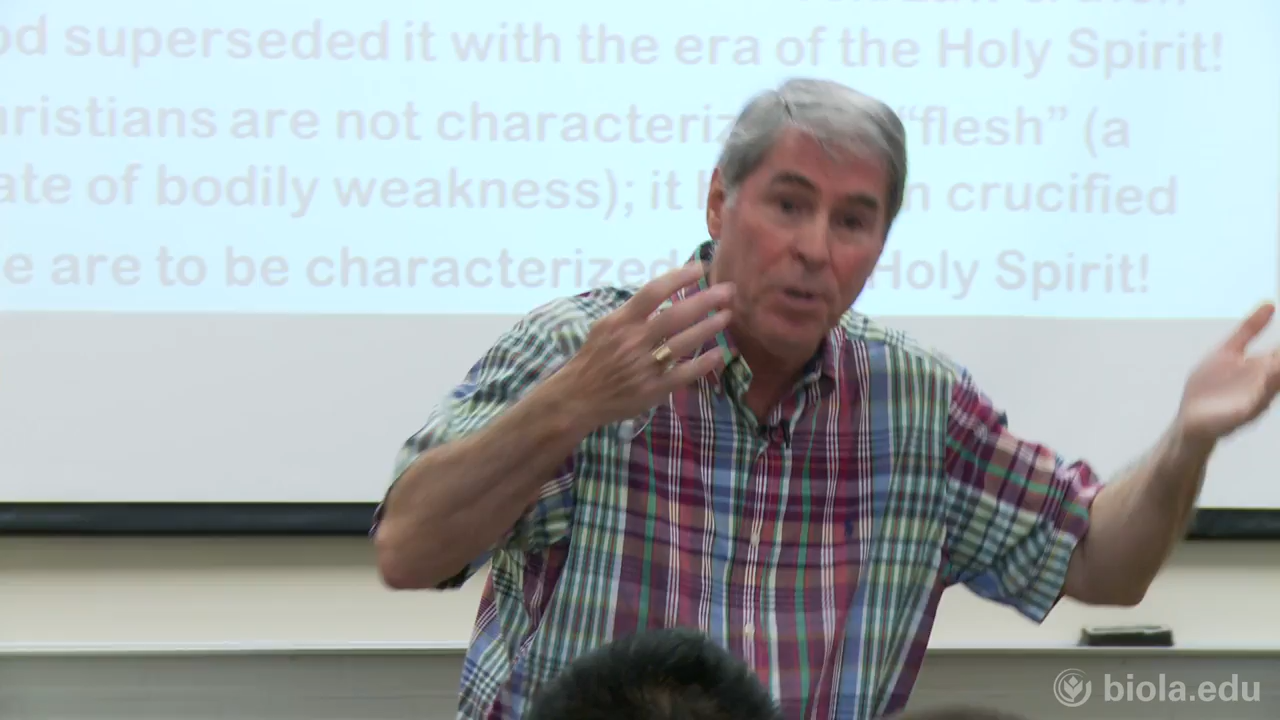 od superseded it with the era of the Holy Spirit!
hristians are not characteriz "flesh" (a
ate of bodily weakness); it crucified
e are to be characterized Holy Spirit!
biola.edu